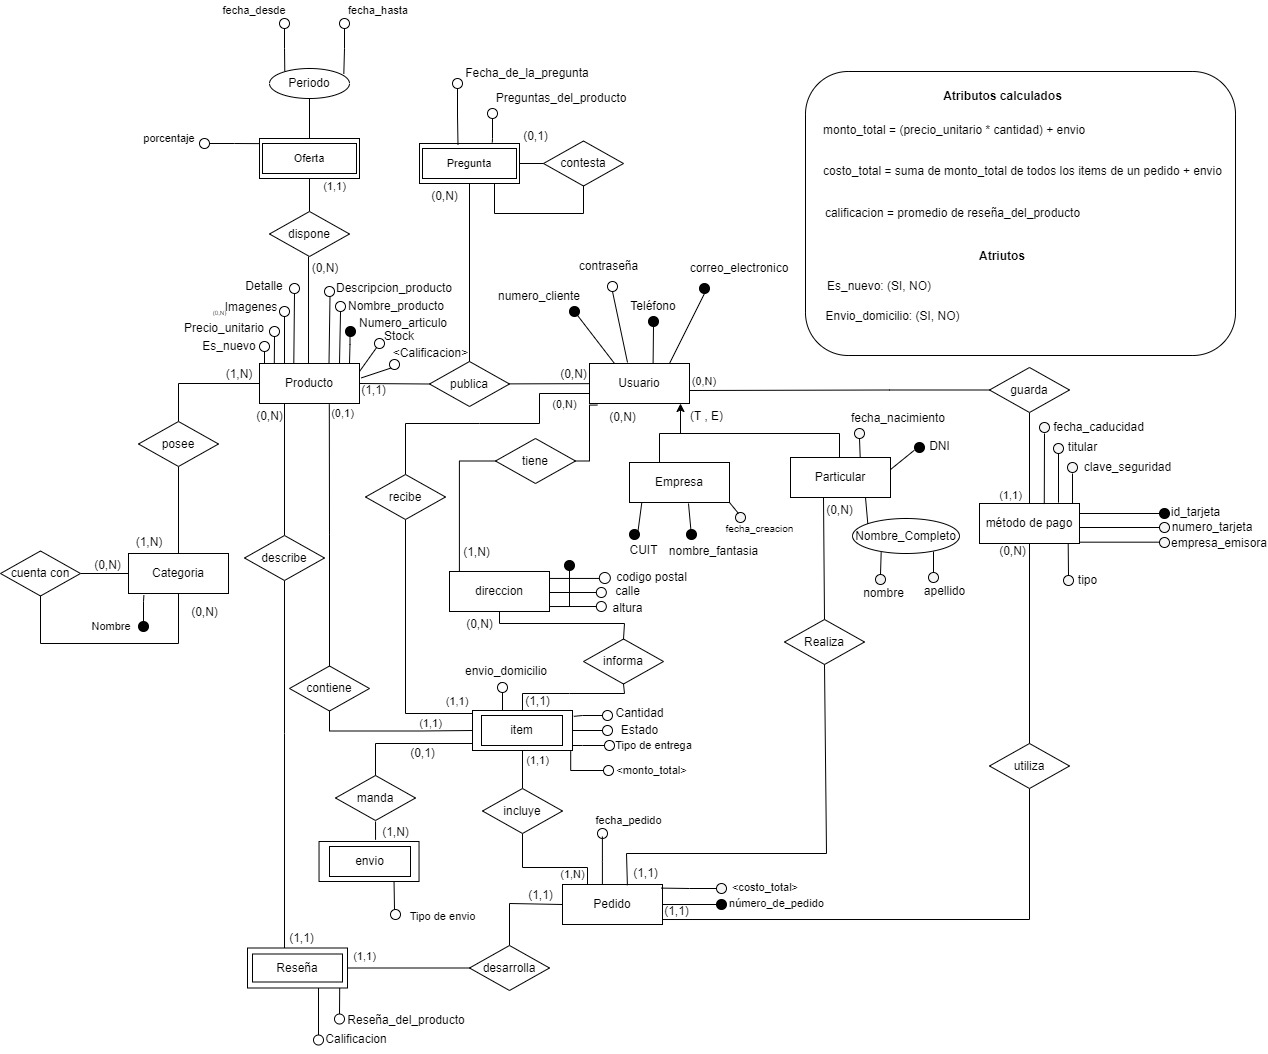 fecha_desde
fecha_hasta
Periodo
porcentaje
Oferta
(1,1)
dispone
(0,N)
Fecha_de_la_pregunta
Preguntas_del_producto
(0,1)
Pregunta
contesta
(0,N)
Atributos calculados
monto_total = (precio_unitario * cantidad) + envio
costo_total = suma de monto_total de todos los items de un pedido + envio
calificacion = promedio de reseña_del_producto
Atriutos
Es_nuevo: (SI, NO)
Envio_domicilio: (SI, NO)
Detalle
Descripcion_producto
(0,N)
Imagenes
Nombre_producto
Precio_unitario
Numero_articulo
Es_nuevo
Stock
<Calificacion>
contraseña
correo_electronico
numero_cliente
Teléfono
(1,N)
Producto
(1,1)
publica
(0,N)
Usuario
(0,N)
guarda
(0,N)
(0,1)
(0,N)
(0,N)
(T , E)
posee
tiene
recibe
Empresa
CUIT
nombre_fantasia
fecha_creacion
fecha_nacimiento
DNI
Particular
(0,N)
Nombre_Completo
nombre
apellido
fecha_caducidad
titular
clave_seguridad
(1,1)
método de pago
id_tarjeta
numero_tarjeta
empresa_emisora
(0,N)
tipo
(1,N)
cuenta con
(0,N)
Categoria
(0,N)
Nombre
describe
(1,N)
direccion
codigo postal
calle
altura
(0,N)
informa
Realiza
contiene
envio_domicilio
(1,1)
(1,1)
(1,1)
item
Cantidad
Estado
Tipo de entrega
<monto_total>
(0,1)
(1,1)
manda
incluye
utiliza
(1,N)
envio
Tipo de envio
fecha_pedido
(1,N)
(1,1)
(1,1)
Pedido
<costo_total>
número_de_pedido
(1,1)
(1,1)
Reseña
(1,1)
desarrolla
Reseña_del_producto
Calificacion